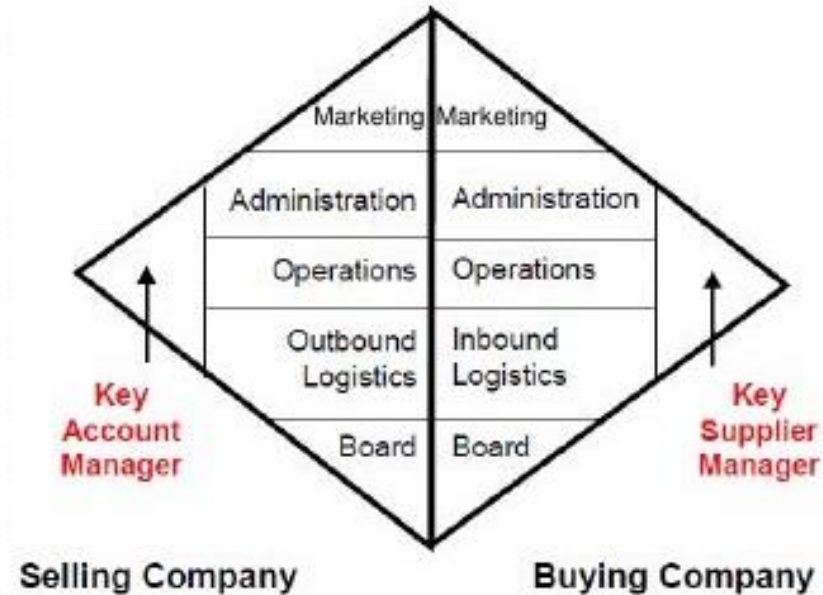 Marketing Marketing
Administration Administration
Operations Operations
Outbound Logistics
Inbound Logistics
Board Board
Key
Account
Manager
Key
Supplier
Manager
Selling Company
Buying Company